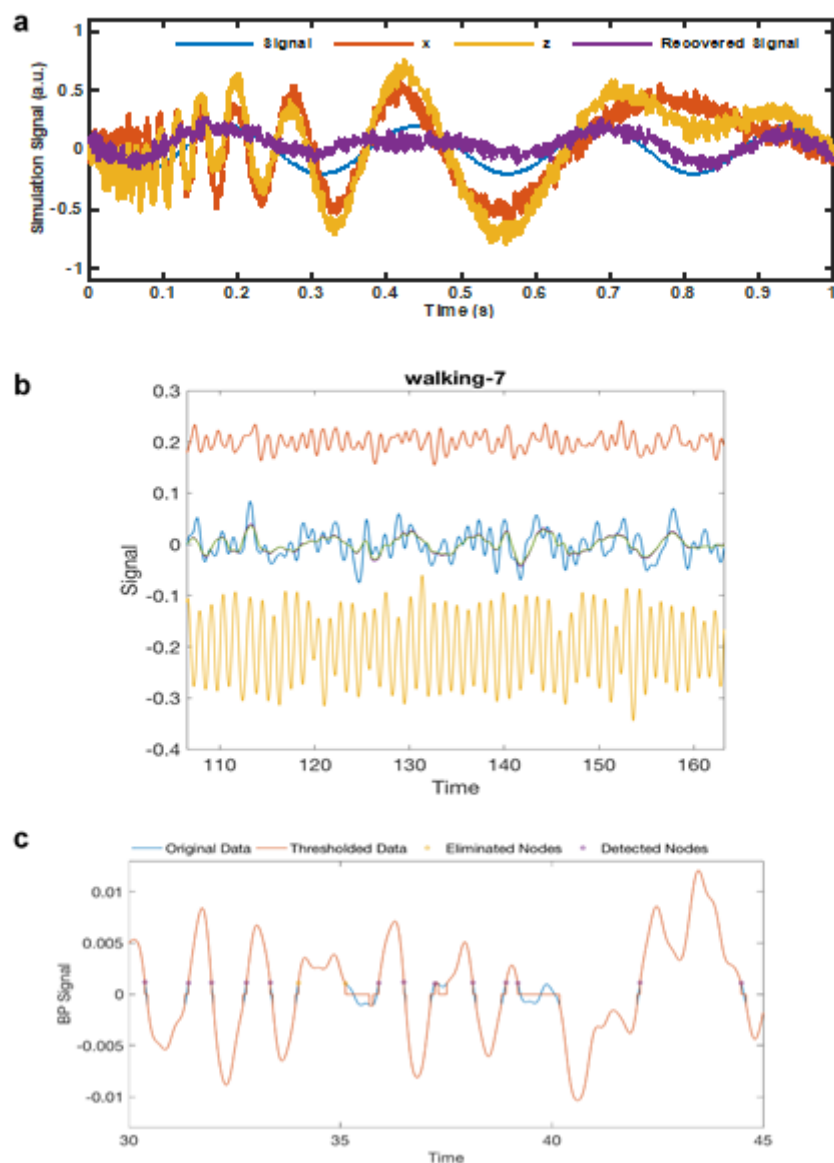 a
1
Signal x z Recovered Signal
0.5
0
-0.5
-1
Simulation Signal (a.u.)
0 0.1 0.2 0.3 0.4 0.5 0.6 0.7 0.8 0.9 1
Time (s)
b
walking-7
0.3
0.2
0.1
0
-0.1
-0.2
-0.3
-0.4
Signal
110 120 130 140 150 160
Time
c
Original Data Thresholded Data Eliminated Nodes Detected Nodes
0.01
0.005
0
-0.005
-0.01
BP Signal
30 35 40 45
Time